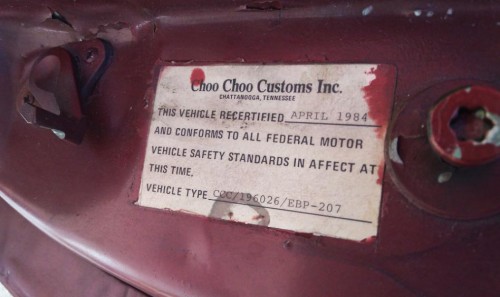 Choo Choo Customs Inc.
CHATTANOOGA, TENNESSEE
THIS VEHICLE RECERTIFIED APRIL 1984
AND CONFORMS TO ALL FEDERAL MOTOR
VEHICLE SAFETY STANDARDS IN AFFECT AT
THIS TIME.
VEHICLE TYPE CCC/196026/EBP-207